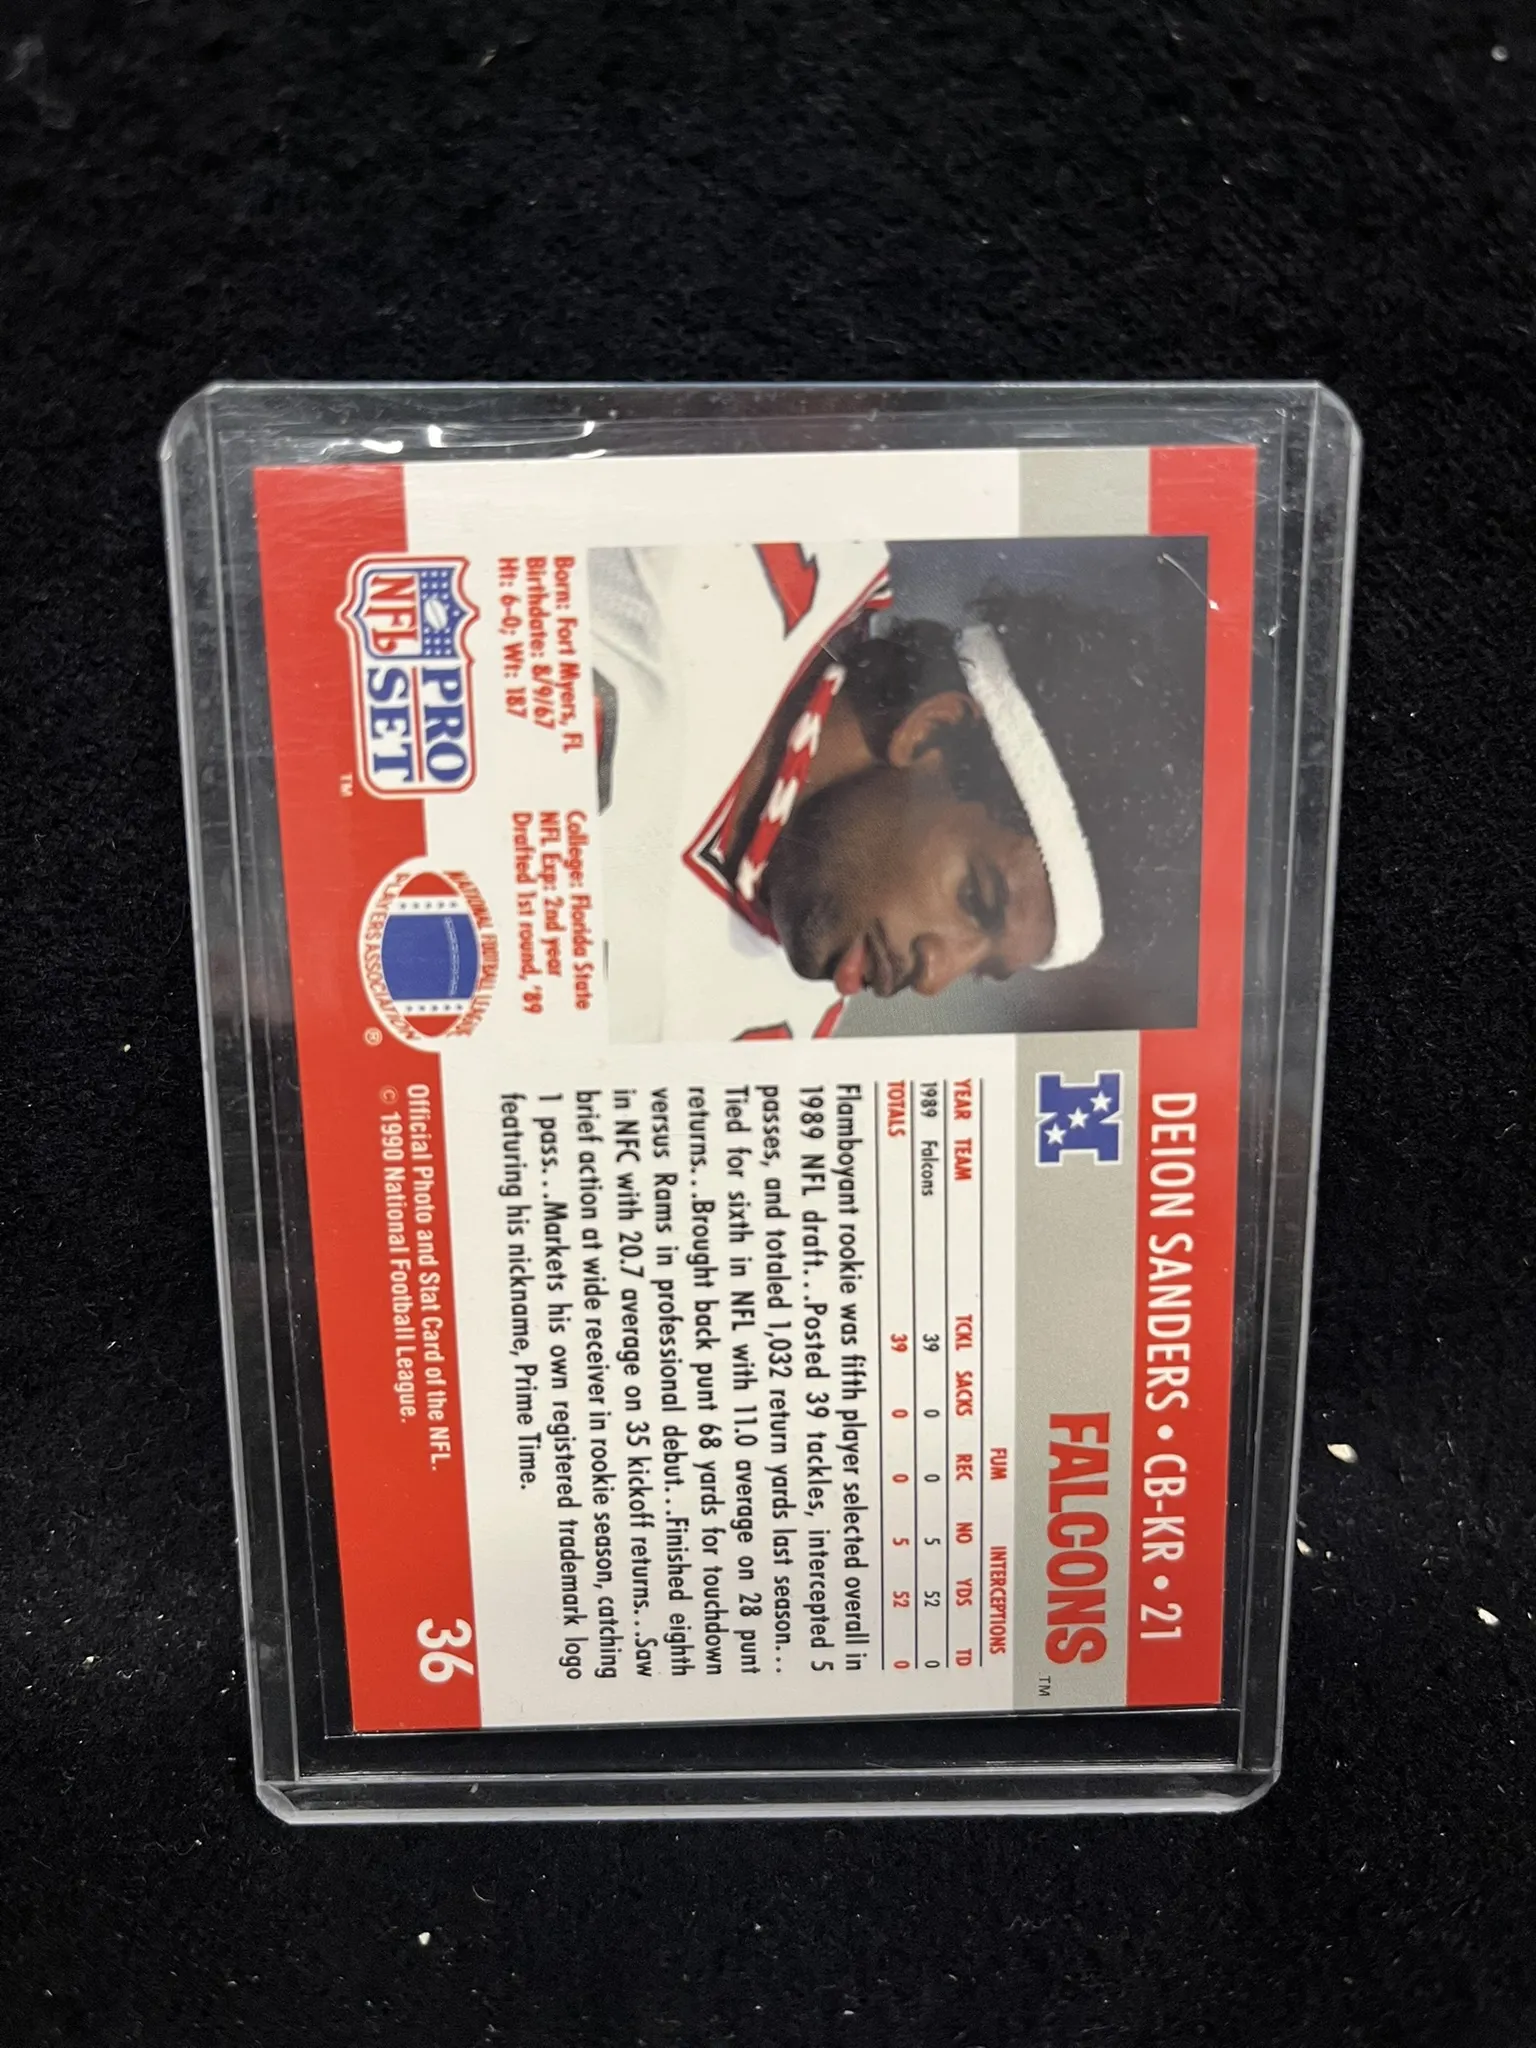 DEION SANDERS • CB-KR • 21
N
FALCONS ™
FUM INTERCEPTIONS
YEAR TEAM TCKL SACKS REC NO YDS TD
1989 Falcons 39 0 0 5 52 0
TOTALS 39 0 0 5 52 0
Flamboyant rookie was fifth player selected overall in
1989 NFL draft. . .Posted 39 tackles, intercepted 5
passes, and totaled 1,032 return yards last season. . .
Tied for sixth in NFL with 11.0 average on 28 punt
returns. . .Brought back punt 68 yards for touchdown
versus Rams in professional debut. . .Finished eighth
in NFC with 20.7 average on 35 kickoff returns. . .Saw
brief action at wide receiver in rookie season, catching
1 pass. . .Markets his own registered trademark logo
featuring his nickname, Prime Time.
Born: Fort Myers, FL
Birthdate: 8/9/67
Ht: 6-0; Wt: 187
College: Florida State
NFL Exp: 2nd year
Drafted 1st round, '89
NFL PRO SET ™
NATIONAL FOOTBALL LEAGUE
PLAYERS ASSOCIATION ®
Official Photo and Stat Card of the NFL.
© 1990 National Football League.
36